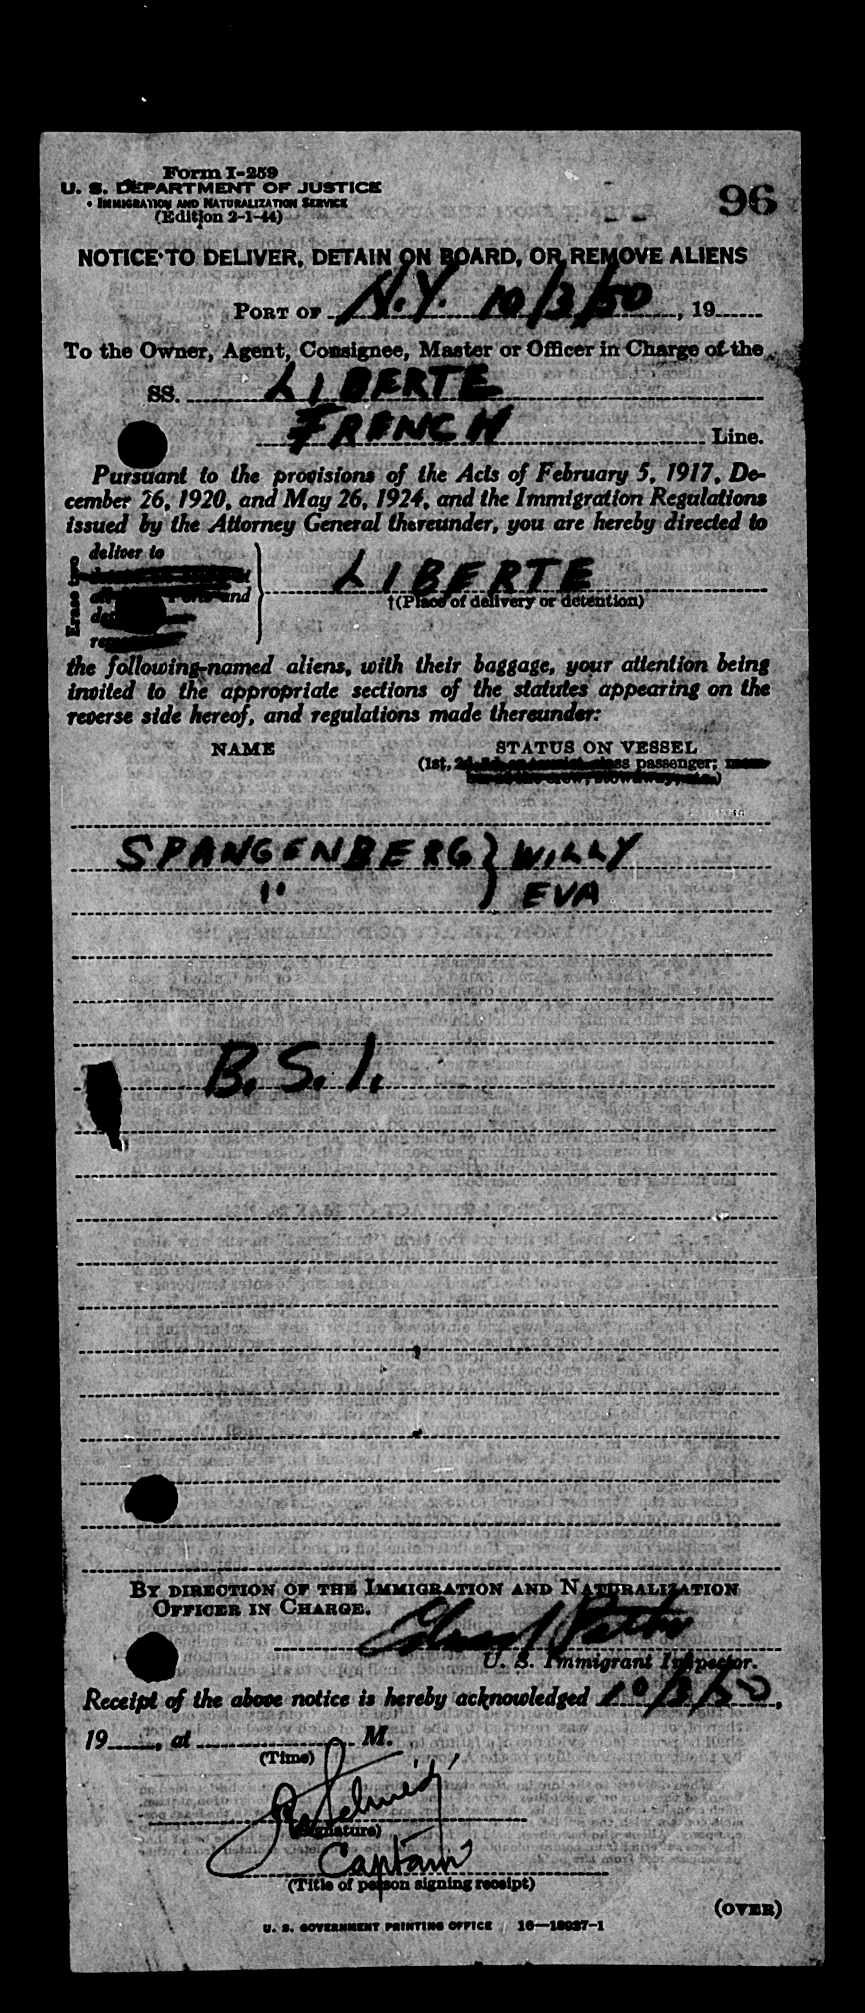 Form I-259
U. S. DEPARTMENT OF JUSTICE
IMMIGRATION AND NATURALIZATION SERVICE
(Edition 2-1-44)
96
NOTICE TO DELIVER, DETAIN ON BOARD, OR REMOVE ALIENS
PORT OF N.Y. 10/3/50, 19
To the Owner, Agent, Consignee, Master or Officer in Charge of the
SS. LIBERTE
FRENCH Line.
Pursuant to the provisions of the Acts of February 5, 1917, De-
cember 26, 1920, and May 26, 1924, and the Immigration Regulations
issued by the Attorney General thereunder, you are hereby directed to
Erase two
deliver to
and
LIBERTE
†(Place of delivery or detention)
the following-named aliens, with their baggage, your attention being
invited to the appropriate sections of the statutes appearing on the
reverse side hereof, and regulations made thereunder:
NAME STATUS ON VESSEL
(1st, passenger;
SPANGENBERG } WILLY
" } EVA
B.S.I.
BY DIRECTION OF THE IMMIGRATION AND NATURALIZATION
OFFICER IN CHARGE.
U. S. Immigrant Inspector.
Receipt of the above notice is hereby acknowledged 10/3/50,
19, at M.
(Time)
(Signature)
Captain
(Title of person signing receipt)
(OVER)
U. S. GOVERNMENT PRINTING OFFICE 16—18027-1